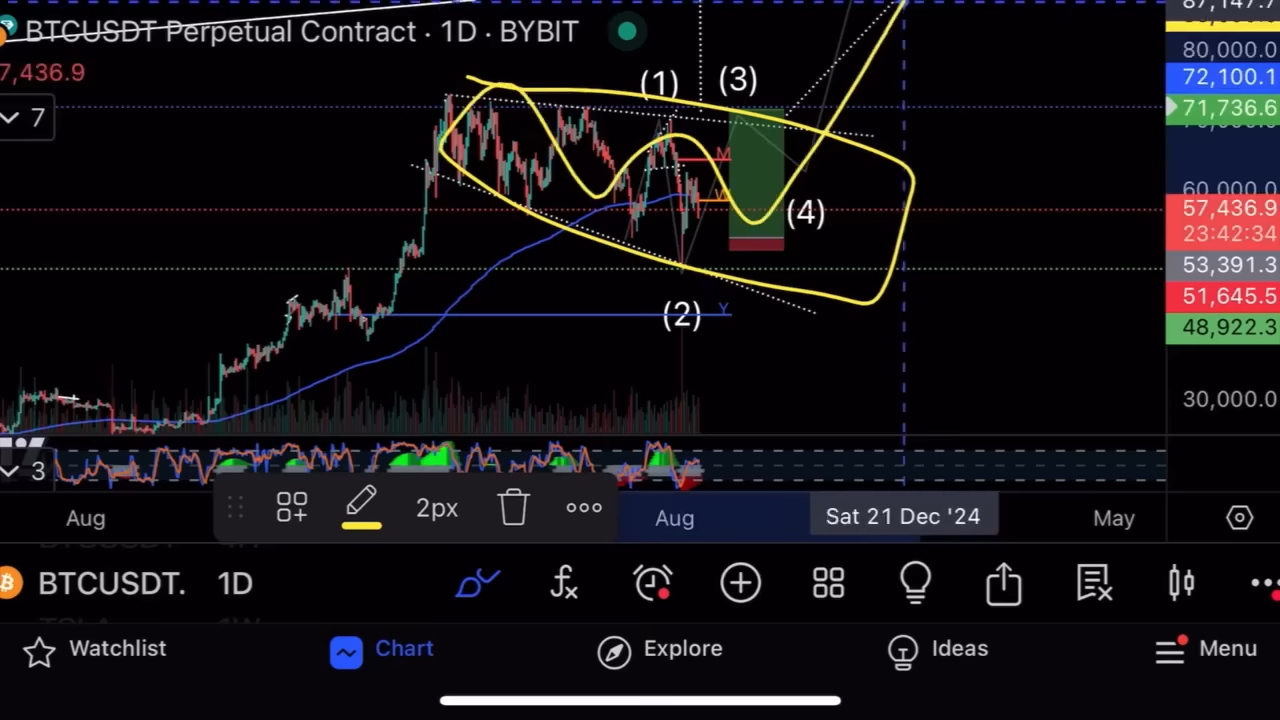 87,147.7
BTCUSDT Perpetual Contract · 1D · BYBIT
80,000.0
7,436.9
72,100.1
(1)
(3)
71,736.6
7
M
60,000.0
W
57,436.9
(4)
23:42:34
53,391.3
51,645.5
(2)
Y
48,922.3
30,000.0
3
2px
Aug
Aug
Sat 21 Dec '24
May
BTCUSDT. 1D
Watchlist
Chart
Explore
Ideas
Menu